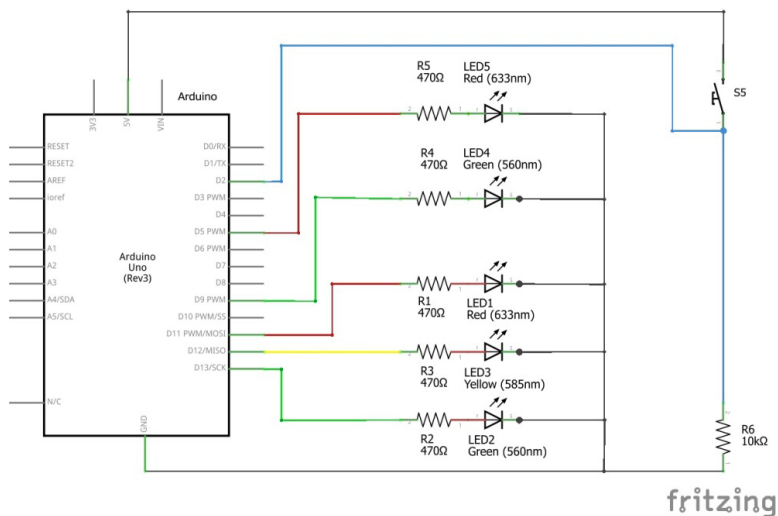 Arduino
3V3
5V
VIN
RESET
RESET2
AREF
ioref
A0
A1
A2
A3
A4/SDA
A5/SCL
N/C
GND
Arduino
Uno
(Rev3)
D0/RX
D1/TX
D2
D3 PWM
D4
D5 PWM
D6 PWM
D7
D8
D9 PWM
D10 PWM/SS
D11 PWM/MOSI
D12/MISO
D13/SCK
R5
470Ω
LED5
Red (633nm)
R4
470Ω
LED4
Green (560nm)
R1
470Ω
LED1
Red (633nm)
R3
470Ω
LED3
Yellow (585nm)
R2
470Ω
LED2
Green (560nm)
S5
R6
10kΩ
fritzing